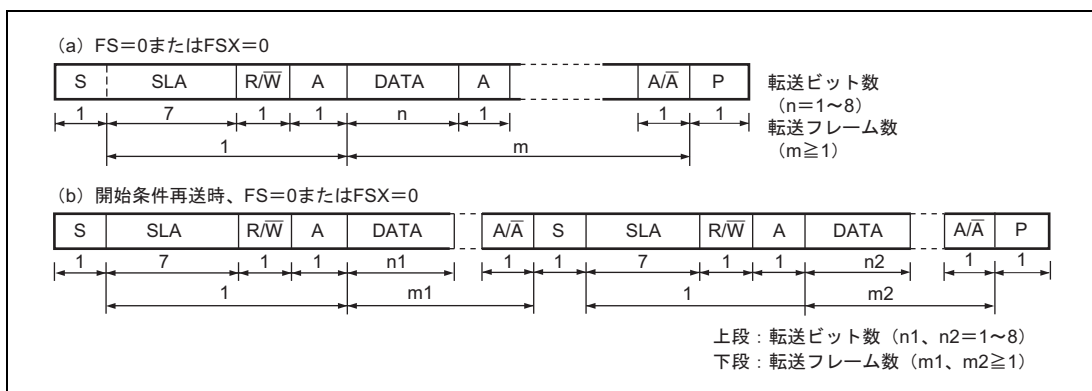 (a) FS=0またはFSX=0
S SLA R/W̅ A DATA A A/A̅ P
1 7 1 1 n 1 1 1
1 m
転送ビット数
(n=1~8)
転送フレーム数
(m≧1)
(b) 開始条件再送時、FS=0またはFSX=0
S SLA R/W̅ A DATA A/A̅ S SLA R/W̅ A DATA A/A̅ P
1 7 1 1 n1 1 1 7 1 1 n2 1 1
1 m1 1 m2
上段:転送ビット数(n1、n2=1~8)
下段:転送フレーム数(m1、m2≧1)